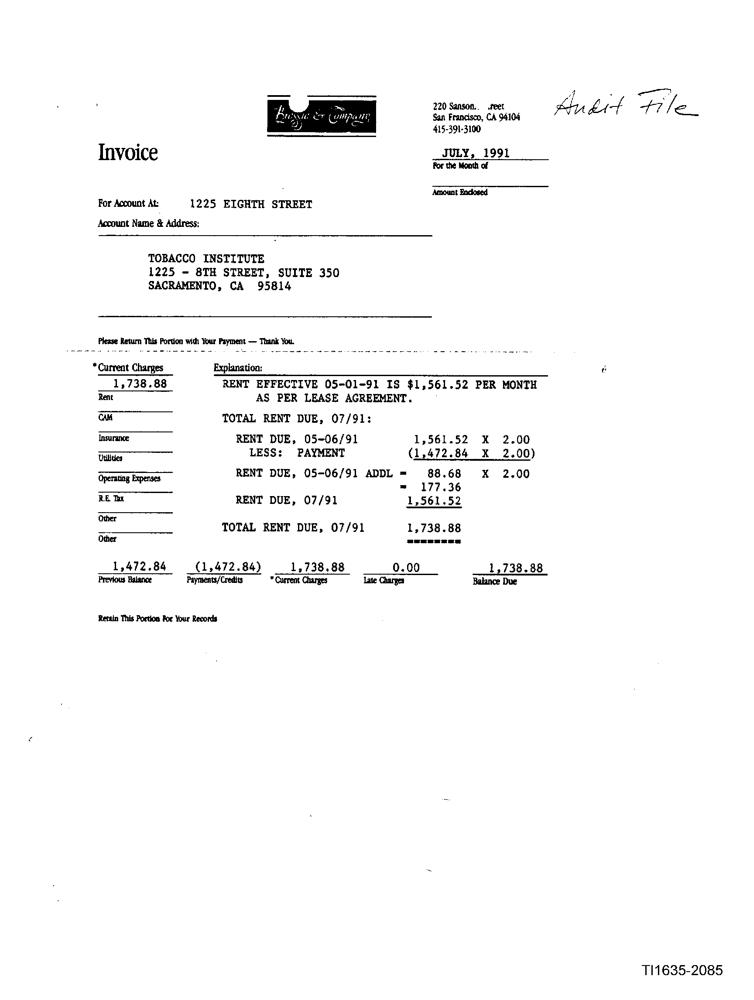 & Company
220 Sanson
San Francisco, CA 94104
415-391-3100
Audit File
Invoice
JULY, 1991
For the Month of
Amount Enclosed
For Account At: 1225 EIGHTH STREET
Account Name & Address:
TOBACCO INSTITUTE
1225 - 8TH STREET, SUITE 350
SACRAMENTO, CA 95814
Please Return This Portion with Your Payment — Thank You.
*Current Charges Explanation:
1,738.88 RENT EFFECTIVE 05-01-91 IS $1,561.52 PER MONTH
Rent AS PER LEASE AGREEMENT.
CAM TOTAL RENT DUE, 07/91:
Insurance RENT DUE, 05-06/91 1,561.52 X 2.00
Utilities LESS: PAYMENT (1,472.84 X 2.00)
Operating Expenses RENT DUE, 05-06/91 ADDL = 88.68 X 2.00
= 177.36
R.E. Tax RENT DUE, 07/91 1,561.52
Other TOTAL RENT DUE, 07/91 1,738.88
Other ========
1,472.84 (1,472.84) 1,738.88 0.00 1,738.88
Previous Balance Payments/Credits *Current Charges Late Charges Balance Due
Retain This Portion For Your Records
TI1635-2085